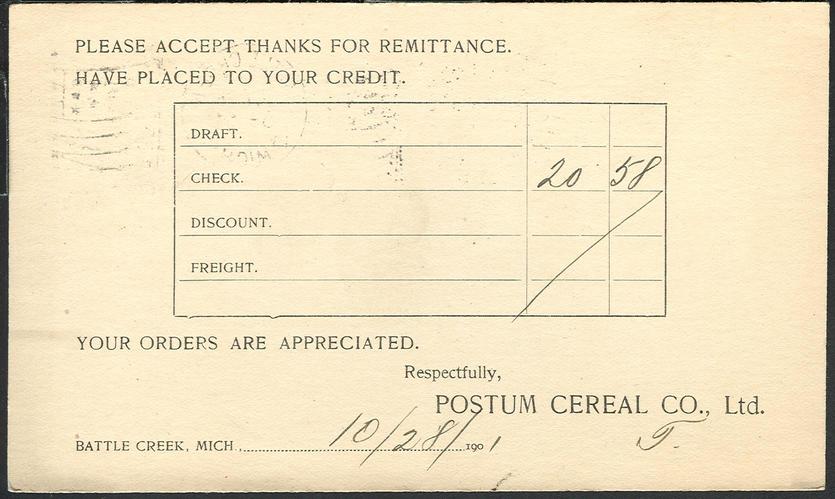 PLEASE ACCEPT THANKS FOR REMITTANCE.
HAVE PLACED TO YOUR CREDIT.
DRAFT.
CHECK. 20 58
DISCOUNT.
FREIGHT.
YOUR ORDERS ARE APPRECIATED.
Respectfully,
POSTUM CEREAL CO., Ltd.
BATTLE CREEK, MICH., 10/28/1901 T.